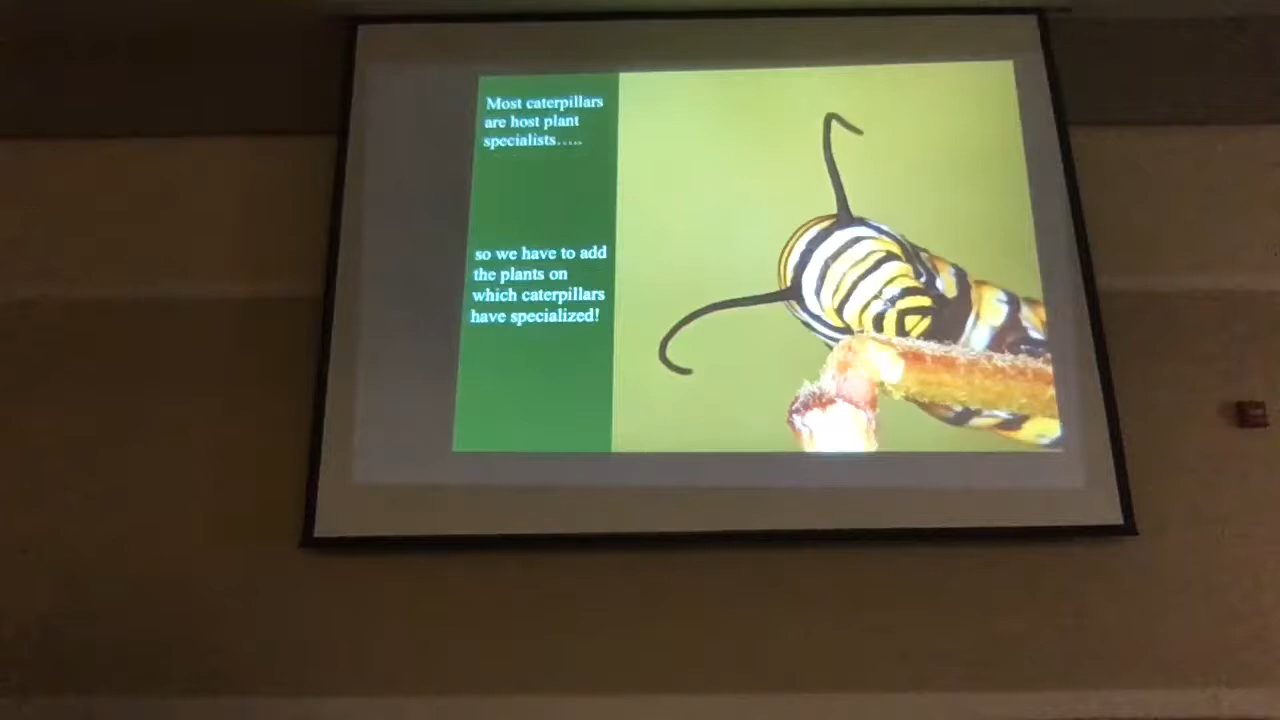 Most caterpillars
are host plant
specialists.....
so we have to add
the plants on
which caterpillars
have specialized!